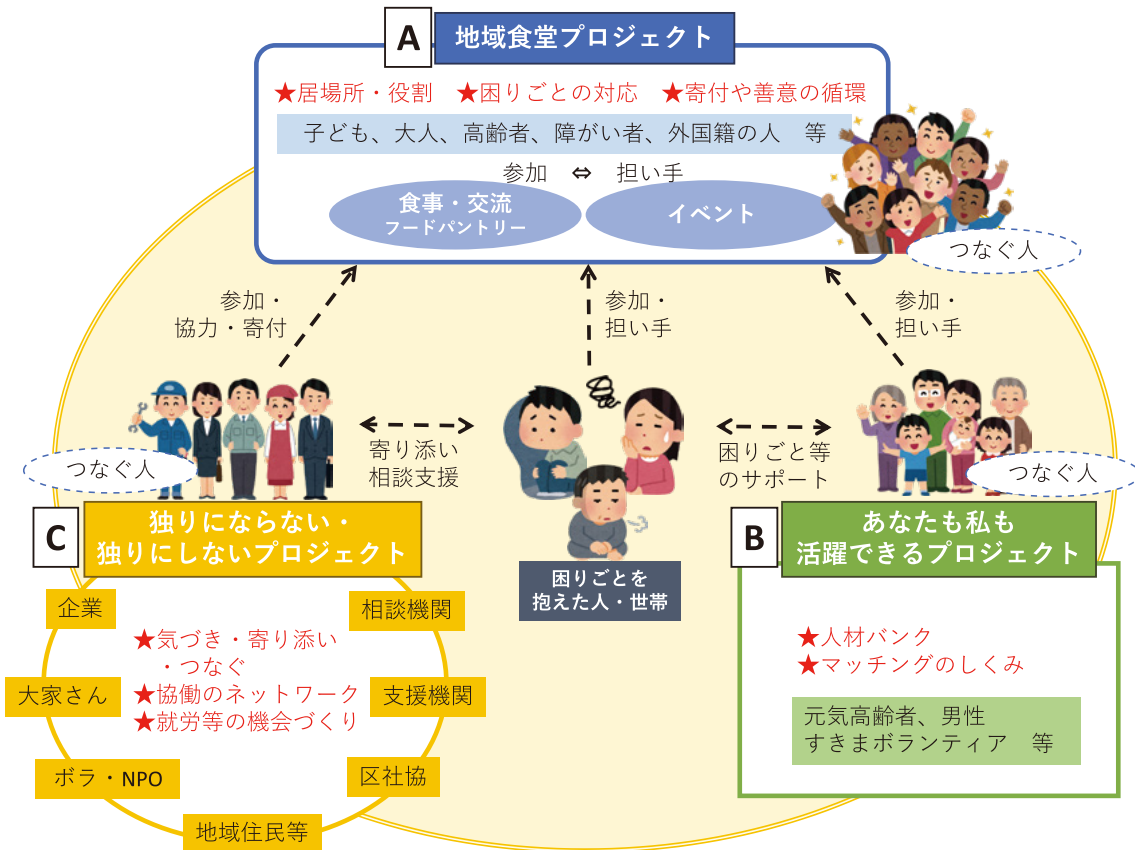 A
地域食堂プロジェクト
★居場所・役割 ★困りごとの対応 ★寄付や善意の循環
子ども、大人、高齢者、障がい者、外国籍の人 等
参加 ⇔ 担い手
食事・交流
フードパントリー
イベント
つなぐ人
参加・
協力・寄付
参加・
担い手
参加・
担い手
つなぐ人
寄り添い
相談支援
困りごと等
のサポート
つなぐ人
C
独りにならない・
独りにしないプロジェクト
困りごとを
抱えた人・世帯
B
あなたも私も
活躍できるプロジェクト
企業
相談機関
★気づき・寄り添い
・つなぐ
★協働のネットワーク
★就労等の機会づくり
大家さん
支援機関
ボラ・NPO
区社協
地域住民等
★人材バンク
★マッチングのしくみ
元気高齢者、男性
すきまボランティア 等